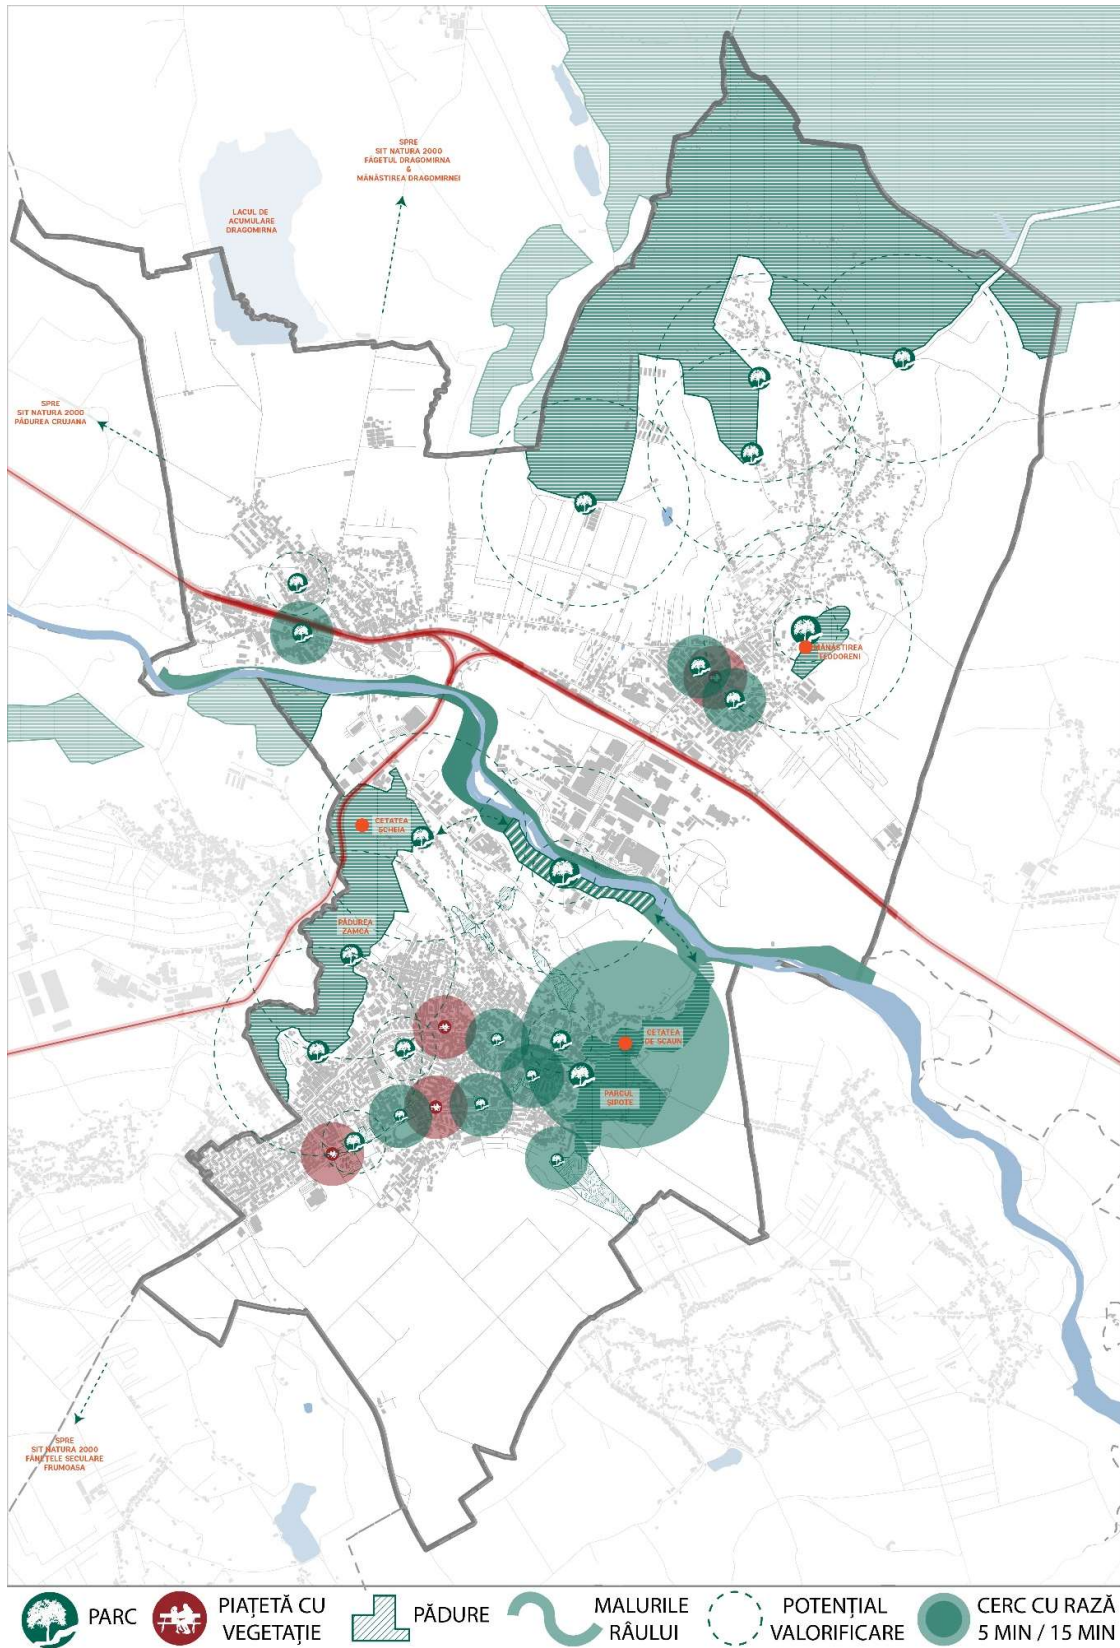 SPRE
SIT NATURA 2000
FĂGETUL DRAGOMIRNA
&
MĂNĂSTIREA DRAGOMIRNEI
LACUL DE
ACUMULARE
DRAGOMIRNA
SPRE
SIT NATURA 2000
PĂDUREA CRUJANA
MĂNĂSTIREA
TEODORENI
CETATEA
ȘCHEIA
PĂDUREA
ZAMCA
CETATEA
DE SCAUN
PARCUL
ȘIPOTE
SPRE
SIT NATURA 2000
FÂNEȚELE SECULARE
FRUMOASA
PARC
PIAȚETĂ CU
VEGETAȚIE
PĂDURE
MALURILE
RÂULUI
POTENȚIAL
VALORIFICARE
CERC CU RAZĂ
5 MIN / 15 MIN